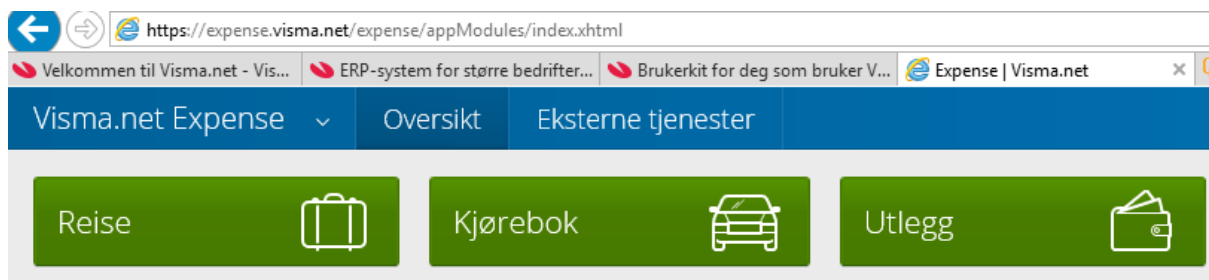 https://expense.visma.net/expense/appModules/index.xhtml
Velkommen til Visma.net - Vis... ERP-system for større bedrifter... Brukerkit for deg som bruker V... Expense | Visma.net
Visma.net Expense Oversikt Eksterne tjenester
Reise Kjørebok Utlegg